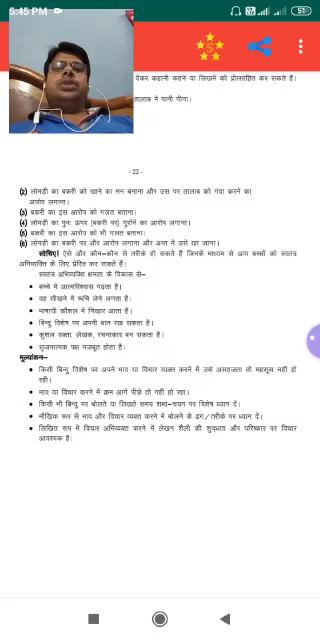 5:45 PM
51
5
देकर कहानी कहने या लिखने को प्रोत्साहित कर सकते हैं।
तालाब में पानी पीना।
- 22 -
(2) लोमड़ी का बकरी को खाने का मन बनाना और उस पर तालाब को गंदा करने का
आरोप लगाना।
(3) बकरी का इस आरोप को गलत बताना।
(4) लोमड़ी का पुनः ऊपर (बकरी पर) गुर्राने का आरोप लगाना।
(5) बकरी का इस आरोप को भी गलत बताना।
(6) लोमड़ी का बकरी पर और आरोप लगाना और अन्त में उसे खा जाना।
सोचिए! ऐसे और कौन-कौन से तरीके हो सकते हैं जिनके माध्यम से आप बच्चों को स्वतंत्र
अभिव्यक्ति के लिए प्रेरित कर सकते हैं।
स्वतंत्र अभिव्यक्ति क्षमता के विकास से-
• बच्चे में आत्मविश्वास पड़ता है।
• वह सीखने में रूचि लेने लगता है।
• भाषायी कौशल में निखार आता है।
• बिन्दु विशेष पर अपनी बात रख सकता है।
• कुशल वक्ता, लेखक, रचनाकार बन सकता है।
• सृजनात्मक पक्ष मजबूत होता है।
मूल्यांकन-
• किसी बिन्दु विशेष पर अपने भाव या विचार व्यक्त करने में उसे असहजता तो महसूस नहीं हो
रही।
• भाव या विचार करने में क्रम आगे पीछे तो नहीं हो रहा।
• किसी भी बिन्दु पर बोलते या लिखते समय शब्द-चयन पर विशेष ध्यान दें।
• मौखिक रूप से भाव और विचार व्यक्त करने में बोलने के ढंग/तरीके पर ध्यान दें।
• लिखित रूप में विचार अभिव्यक्त करने में लेखन शैली की शुद्धता और परिष्कार पर विचार
आवश्यक है।